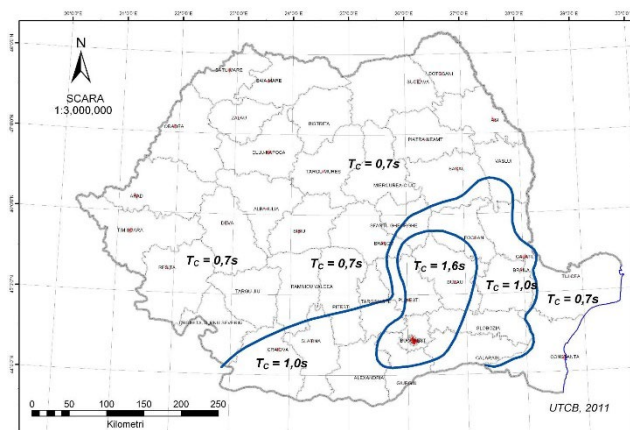 N
SCARA
1:3,000,000
SATU MARE
BAIA MARE
SUCEAVA
BOTOSANI
ORADEA
ZALAU
BISTRITA
IASI
CLUJ-NAPOCA
PIATRA NEAMT
TARGU MURES
T_C = 0,7s
VASLUI
BACAU
MIERCUREA CIUC
ARAD
ALBA IULIA
TIMISOARA
DEVA
SIBIU
SFANTU GHEORGHE
BRASOV
FOCSANI
GALATI
T_C = 0,7s
T_C = 0,7s
T_C = 1,6s
RESITA
BUZAU
BRAILA
TULCEA
T_C = 1,0s
T_C = 0,7s
TARGU JIU
RAMNICU VALCEA
PITESTI
TARGOVISTE
PLOIESTI
DROBETA-TURNU SEVERIN
SLOBOZIA
BUCURESTI
CRAIOVA
SLATINA
CALARASI
CONSTANTA
T_C = 1,0s
ALEXANDRIA
GIURGIU
0 25 50 100 150 200 250
Kilometri
UTCB, 2011